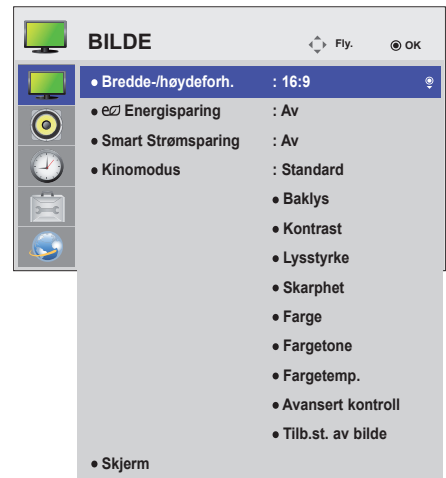 BILDE Fly. OK
• Bredde-/høydeforh. : 16:9
• e Energisparing : Av
• Smart Strømsparing : Av
• Kinomodus : Standard
• Baklys
• Kontrast
• Lysstyrke
• Skarphet
• Farge
• Fargetone
• Fargetemp.
• Avansert kontroll
• Tilb.st. av bilde
• Skjerm